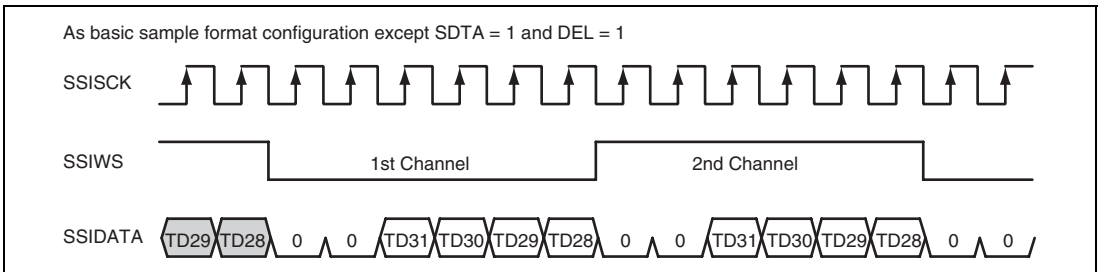 As basic sample format configuration except SDTA = 1 and DEL = 1
SSISCK
SSIWS 1st Channel 2nd Channel
SSIDATA TD29 TD28 0 0 TD31 TD30 TD29 TD28 0 0 TD31 TD30 TD29 TD28 0 0